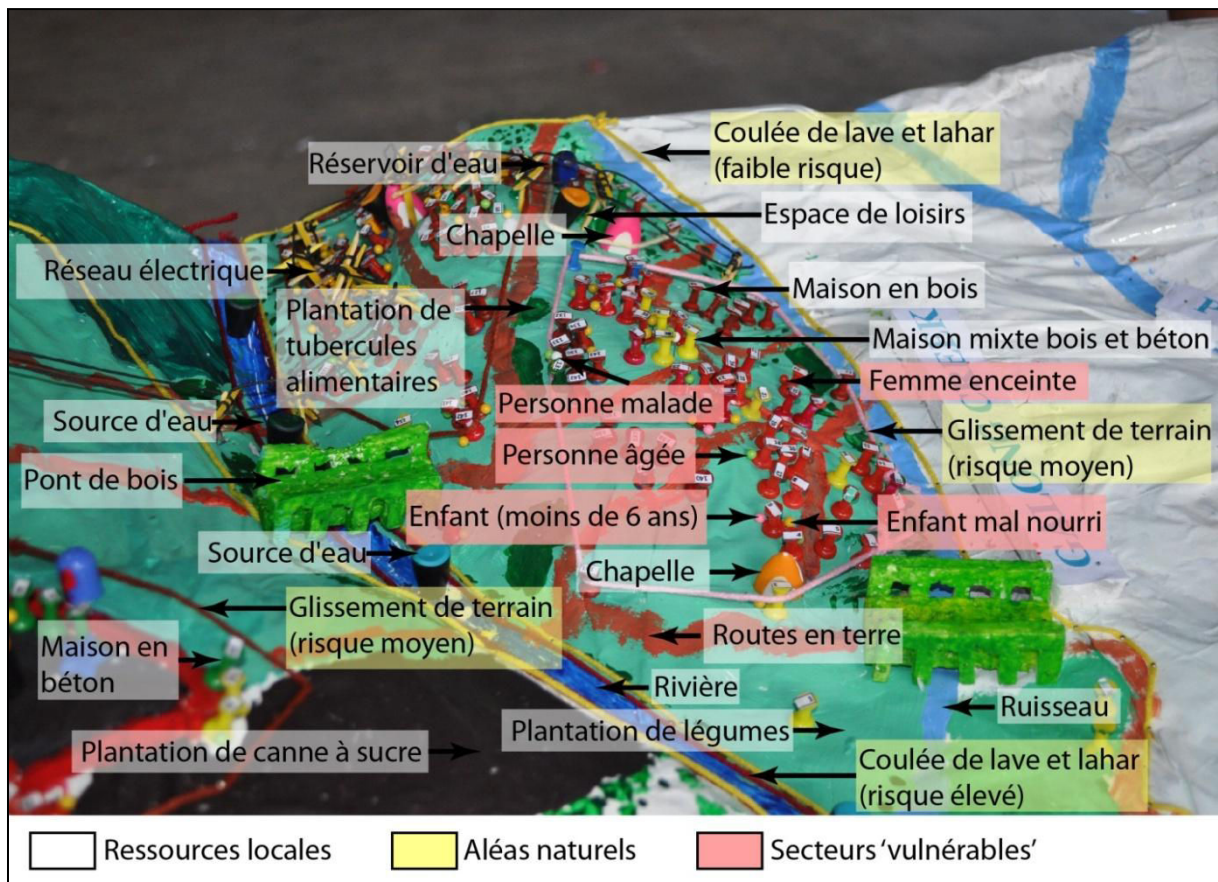 Coulée de lave et lahar
(faible risque)
Réservoir d'eau
Espace de loisirs
Chapelle
Réseau électrique
Maison en bois
Plantation de
tubercules
alimentaires
Maison mixte bois et béton
Femme enceinte
Personne malade
Source d'eau
Glissement de terrain
(risque moyen)
Personne âgée
Pont de bois
Enfant (moins de 6 ans)
Enfant mal nourri
Source d'eau
Chapelle
Glissement de terrain
(risque moyen)
Routes en terre
Maison en
béton
Rivière
Ruisseau
Plantation de légumes
Plantation de canne à sucre
Coulée de lave et lahar
(risque élevé)
Ressources locales
Aléas naturels
Secteurs 'vulnérables'